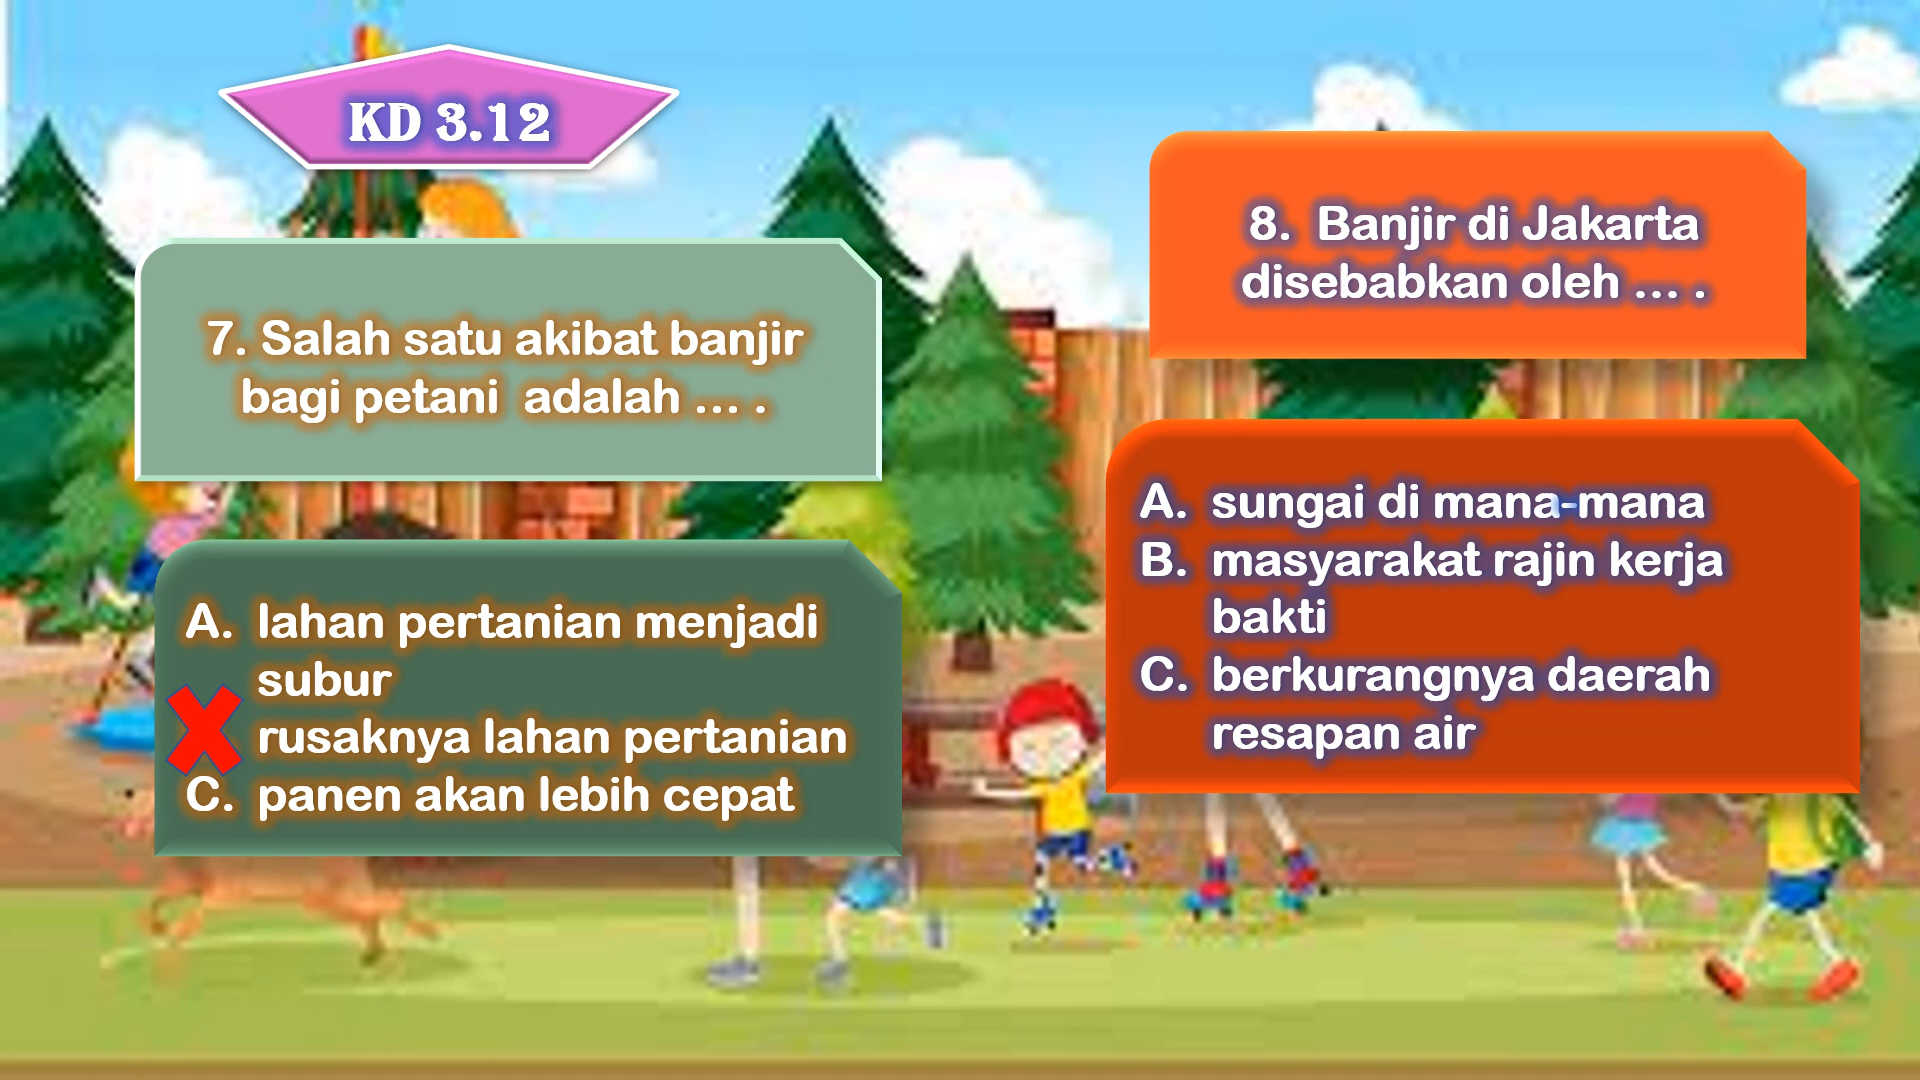 KD 3.12
7. Salah satu akibat banjir
bagi petani adalah ... .
A. lahan pertanian menjadi
subur
rusaknya lahan pertanian
C. panen akan lebih cepat
8. Banjir di Jakarta
disebabkan oleh ... .
A. sungai di mana-mana
B. masyarakat rajin kerja
bakti
C. berkurangnya daerah
resapan air